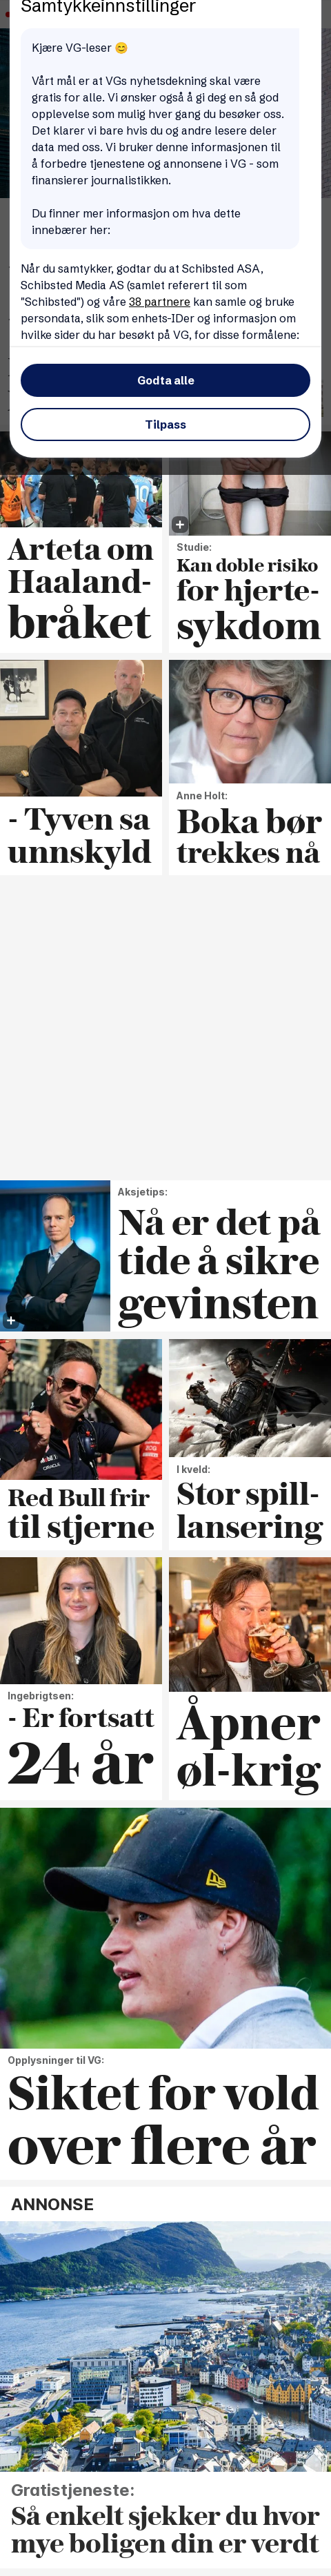 Samtykkeinnstillinger
Kjære VG-leser 😊
Vårt mål er at VGs nyhetsdekning skal være
gratis for alle. Vi ønsker også å gi deg en så god
opplevelse som mulig hver gang du besøker oss.
Det klarer vi bare hvis du og andre lesere deler
data med oss. Vi bruker denne informasjonen til
å forbedre tjenestene og annonsene i VG - som
finansierer journalistikken.
Du finner mer informasjon om hva dette
innebærer her:
Når du samtykker, godtar du at Schibsted ASA,
Schibsted Media AS (samlet referert til som
"Schibsted") og våre 38 partnere kan samle og bruke
persondata, slik som enhets-IDer og informasjon om
hvilke sider du har besøkt på VG, for disse formålene:
Godta alle
Tilpass
Arteta om
Haaland-
bråket
Studie:
Kan doble risiko
for hjerte-
sykdom
- Tyven sa
unnskyld
Anne Holt:
Boka bør
trekkes nå
Aksjetips:
Nå er det på
tide å sikre
gevinsten
Red Bull frir
til stjerne
I kveld:
Stor spill-
lansering
Ingebrigtsen:
- Er fortsatt
24 år
Åpner
øl-krig
Opplysninger til VG:
Siktet for vold
over flere år
ANNONSE
Gratistjeneste:
Så enkelt sjekker du hvor
mye boligen din er verdt